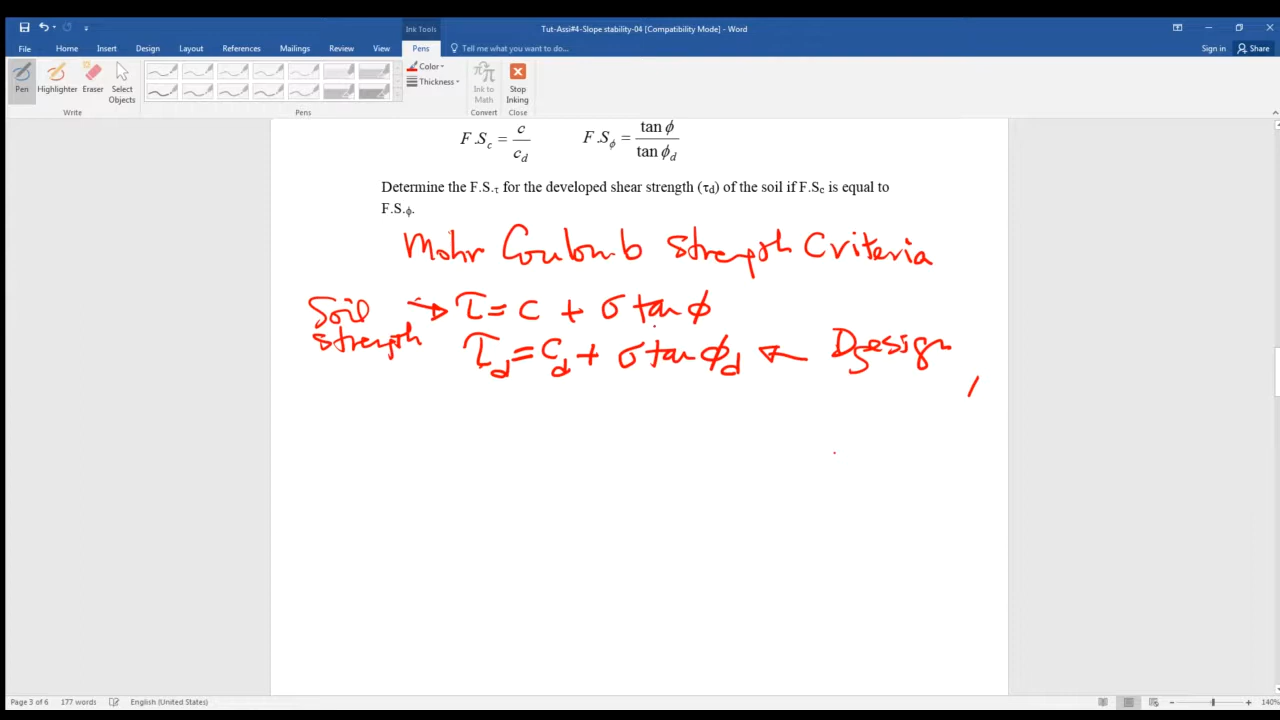 Ink Tools
Tut-Assi#4-Slope stability-04 [Compatibility Mode] - Word
File Home Insert Design Layout References Mailings Review View Pens Tell me what you want to do... Sign in Share
Pen Highlighter Eraser Select Objects
Color
Thickness
Ink to Math
Stop Inking
Write Pens Convert Close
F.S_c = c / c_d F.S_ϕ = tan ϕ / tan ϕ_d
Determine the F.S.τ for the developed shear strength (τd) of the soil if F.Sc is equal to
F.S.ϕ.
Mohr Coulomb Strength Criteria
Soil strength → τ = c + σ tan ϕ
τ_d = c_d + σ tan ϕ_d ← Design
Page 3 of 6 177 words English (United States) 140%